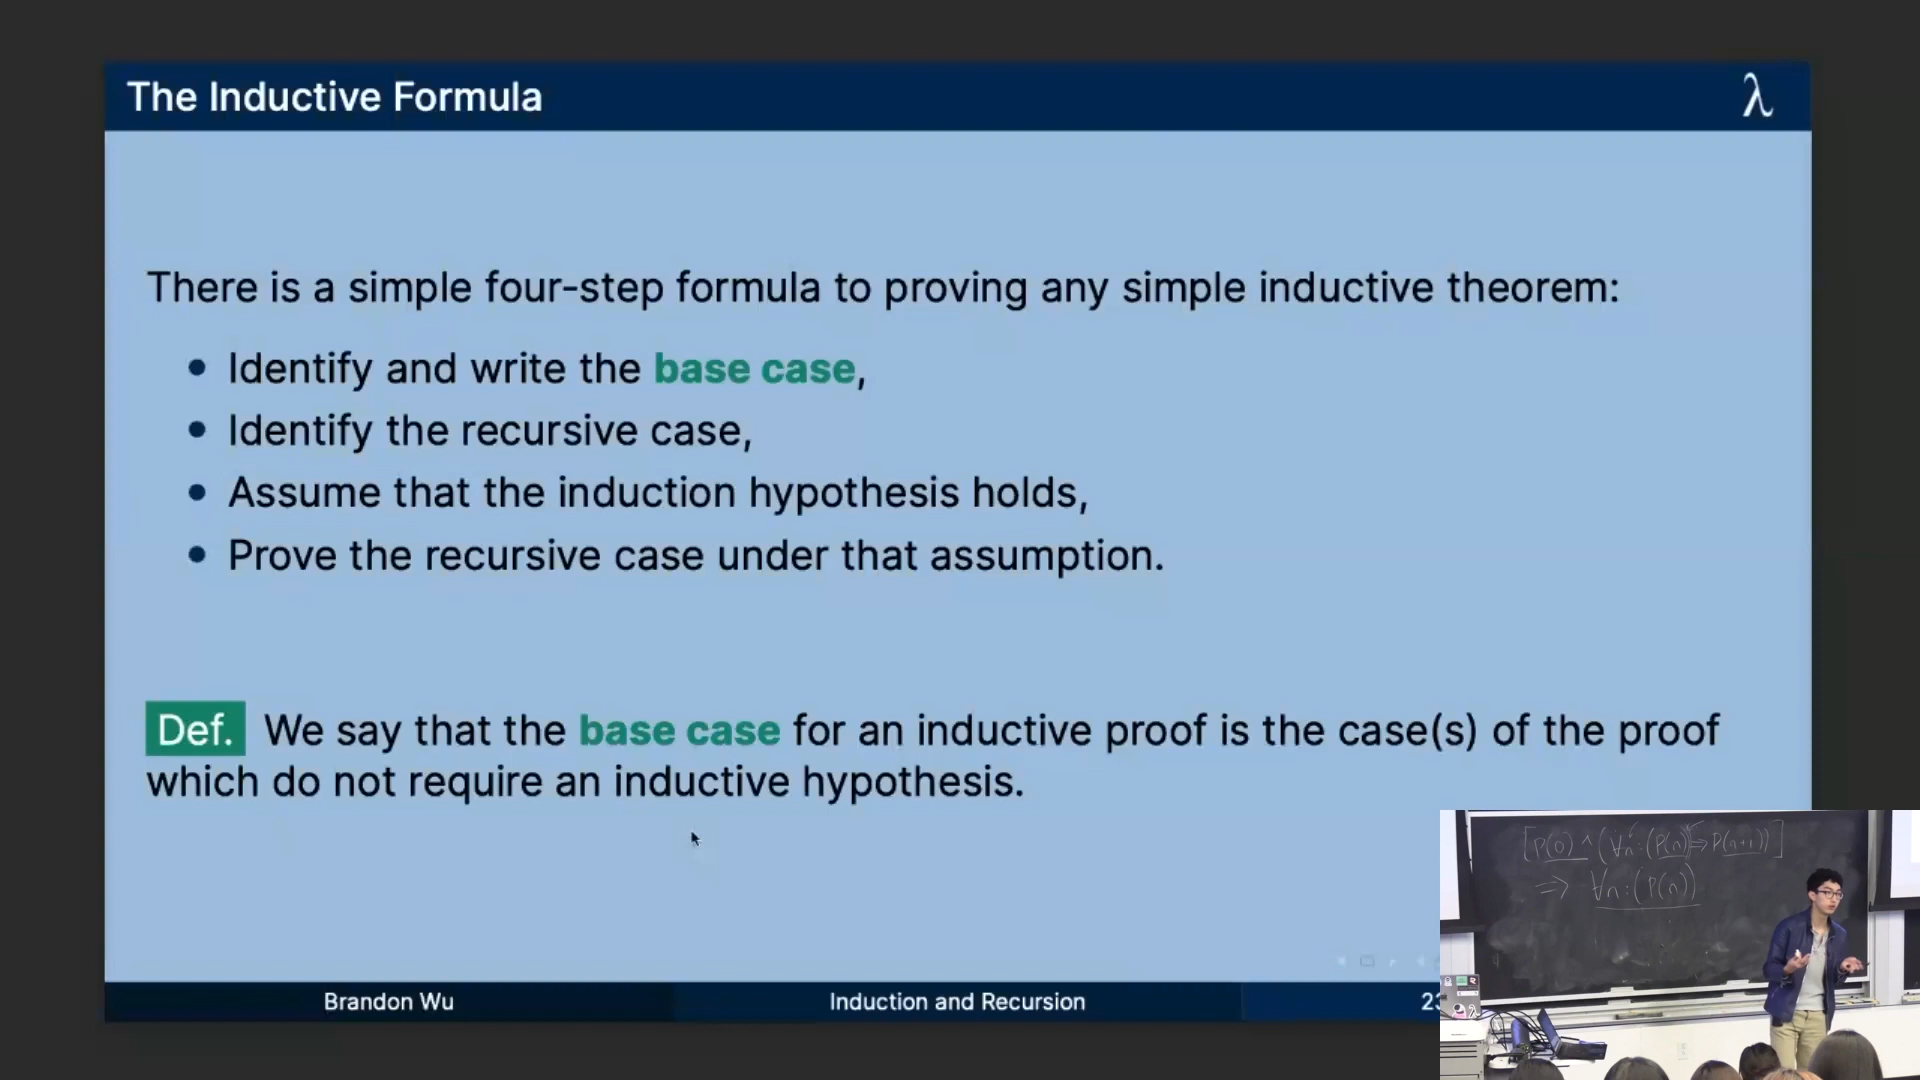 The Inductive Formula
λ
There is a simple four-step formula to proving any simple inductive theorem:
• Identify and write the base case,
• Identify the recursive case,
• Assume that the induction hypothesis holds,
• Prove the recursive case under that assumption.
Def. We say that the base case for an inductive proof is the case(s) of the proof
which do not require an inductive hypothesis.
[P(0) ^ (∀n:(P(n)⇒P(n+1))]
⇒ ∀n:(P(n))
Brandon Wu
Induction and Recursion